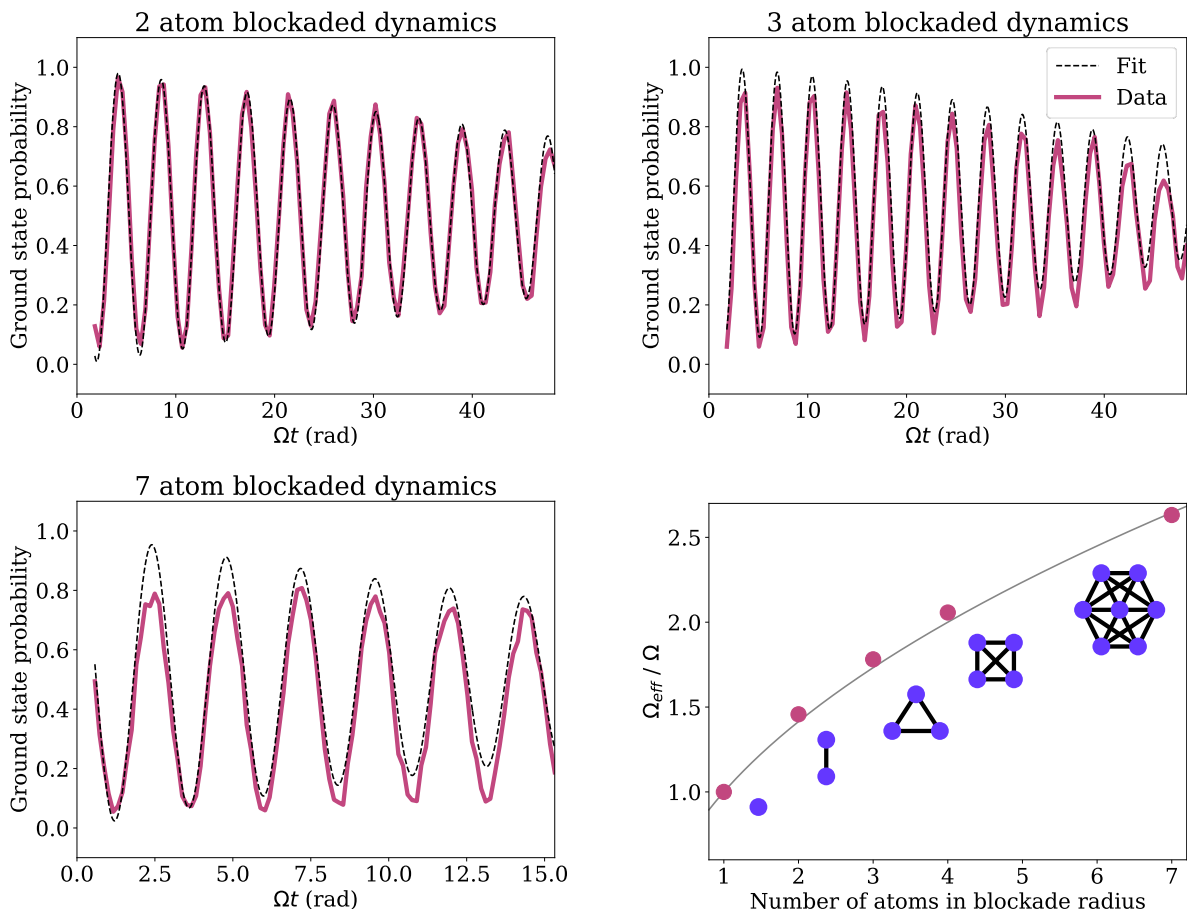 2 atom blockaded dynamics
Ground state probability
1.0
0.8
0.6
0.4
0.2
0.0
0 10 20 30 40
Ωt (rad)
3 atom blockaded dynamics
Fit
Data
Ground state probability
1.0
0.8
0.6
0.4
0.2
0.0
0 10 20 30 40
Ωt (rad)
7 atom blockaded dynamics
Ground state probability
1.0
0.8
0.6
0.4
0.2
0.0
0.0 2.5 5.0 7.5 10.0 12.5 15.0
Ωt (rad)
Ω_eff / Ω
2.5
2.0
1.5
1.0
1 2 3 4 5 6 7
Number of atoms in blockade radius